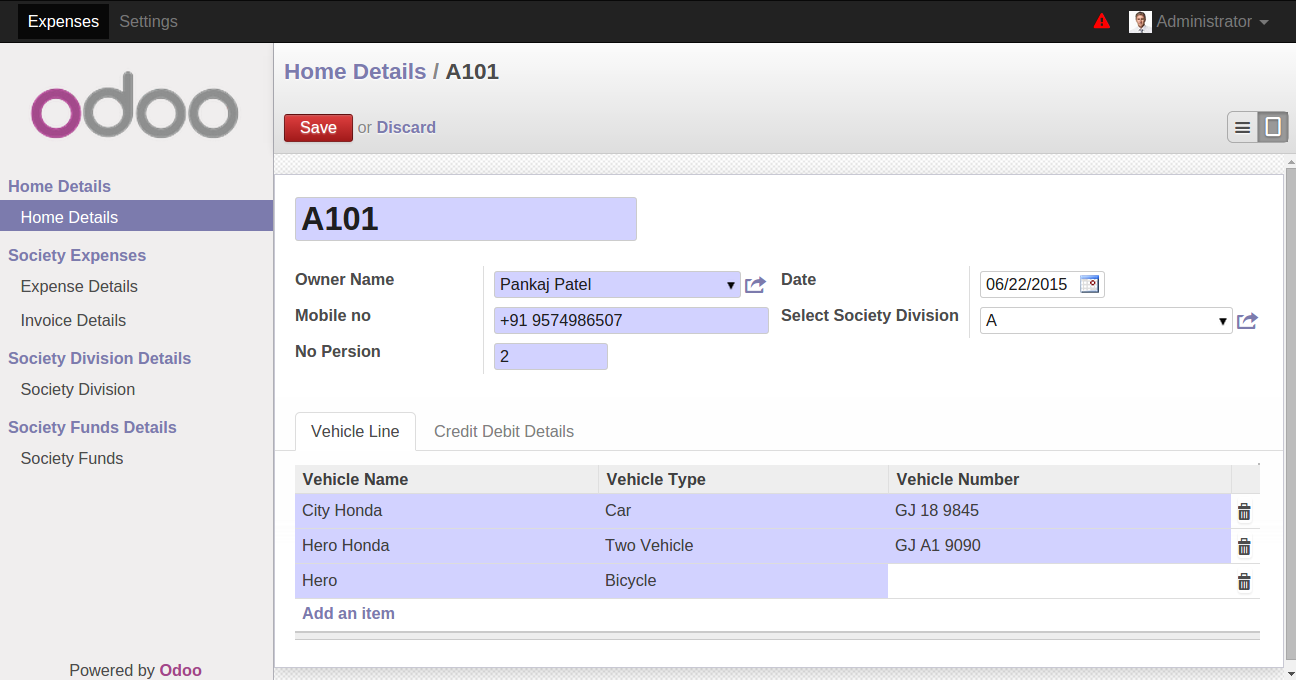 Expenses Settings Administrator
odoo
Home Details / A101
Save or Discard
Home Details
Home Details
Society Expenses
Expense Details
Invoice Details
Society Division Details
Society Division
Society Funds Details
Society Funds
Powered by Odoo
A101
Owner Name Pankaj Patel Date 06/22/2015
Mobile no +91 9574986507 Select Society Division A
No Persion 2
Vehicle Line Credit Debit Details
Vehicle Name Vehicle Type Vehicle Number
City Honda Car GJ 18 9845
Hero Honda Two Vehicle GJ A1 9090
Hero Bicycle
Add an item